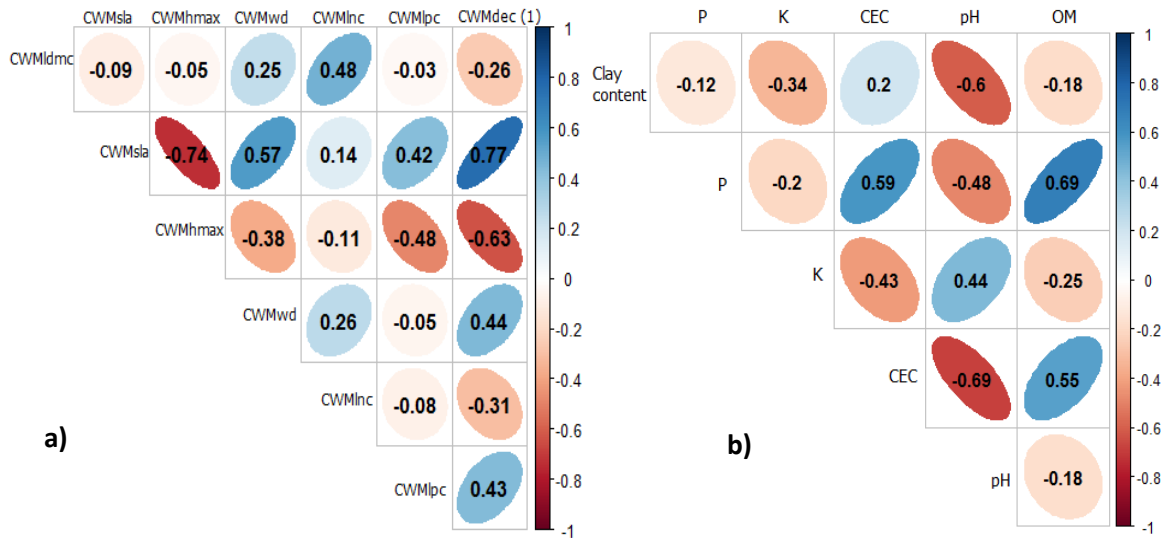 CWMsla CWMhmax CWMwd CWMlnc CWMlpc CWMdec (1)
CWMldmc -0.09 -0.05 0.25 0.48 -0.03 -0.26
CWMsla -0.74 0.57 0.14 0.42 0.77
CWMhmax -0.38 -0.11 -0.48 -0.63
CWMwd 0.26 -0.05 0.44
CWMlnc -0.08 -0.31
CWMlpc 0.43
1
0.8
0.6
0.4
0.2
0
-0.2
-0.4
-0.6
-0.8
-1
a)
P K CEC pH OM
Clay
content
-0.12 -0.34 0.2 -0.6 -0.18
P -0.2 0.59 -0.48 0.69
K -0.43 0.44 -0.25
CEC -0.69 0.55
pH -0.18
1
0.8
0.6
0.4
0.2
0
-0.2
-0.4
-0.6
-0.8
-1
b)